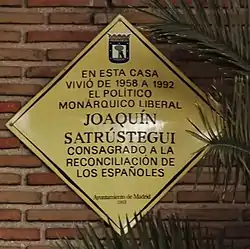 EN ESTA CASA
VIVIÓ DE 1958 A 1992
EL POLÍTICO
MONÁRQUICO LIBERAL
JOAQUÍN
SATRÚSTEGUI
CONSAGRADO A LA
RECONCILIACIÓN DE
LOS ESPAÑOLES
Ayuntamiento de Madrid